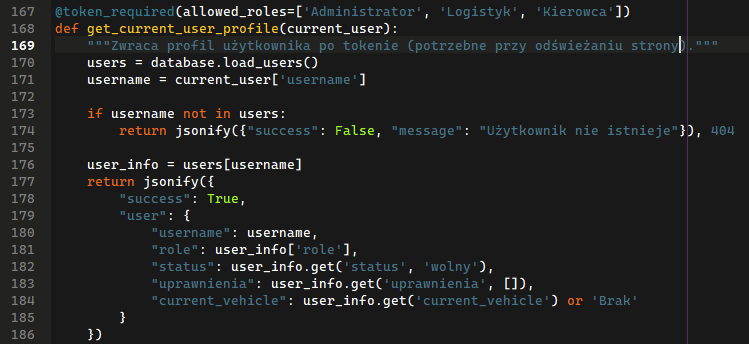 167 @token_required(allowed_roles=['Administrator', 'Logistyk', 'Kierowca'])
168 def get_current_user_profile(current_user):
169     """Zwraca profil użytkownika po tokenie (potrzebne przy odświeżaniu strony)."""
170     users = database.load_users()
171     username = current_user['username']
172
173     if username not in users:
174         return jsonify({"success": False, "message": "Użytkownik nie istnieje"}), 404
175
176     user_info = users[username]
177     return jsonify({
178         "success": True,
179         "user": {
180             "username": username,
181             "role": user_info['role'],
182             "status": user_info.get('status', 'wolny'),
183             "uprawnienia": user_info.get('uprawnienia', []),
184             "current_vehicle": user_info.get('current_vehicle') or 'Brak'
185         }
186     })